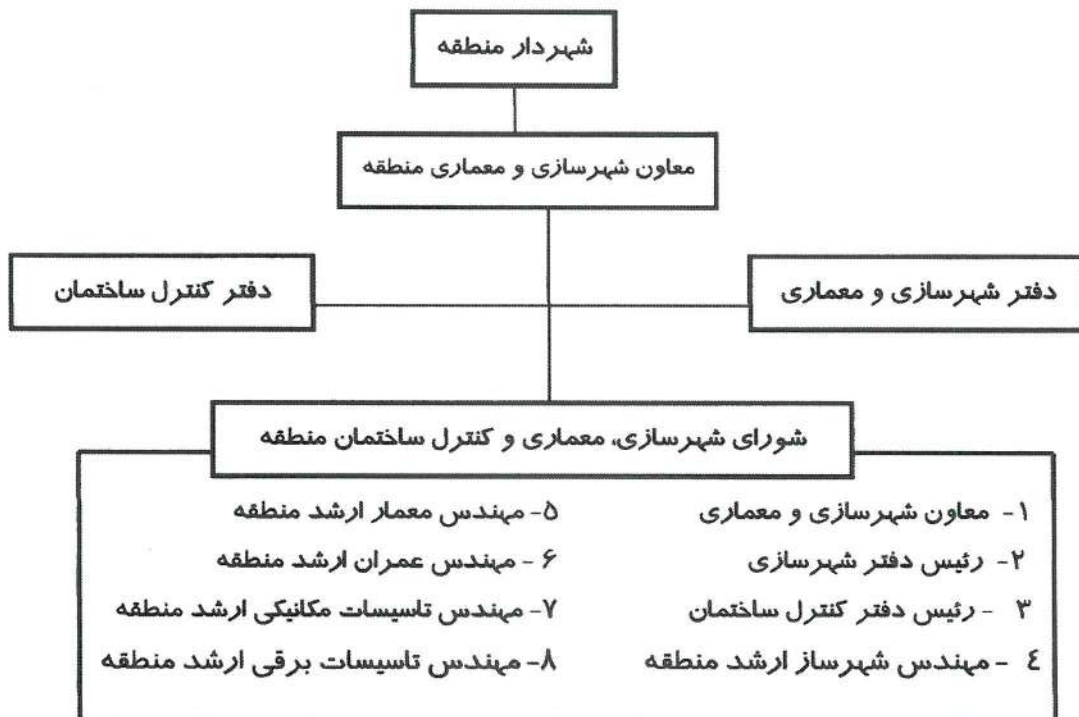 شهردار منطقه
معاون شهرسازی و معماری منطقه
دفتر شهرسازی و معماری
دفتر کنترل ساختمان
شورای شهرسازی، معماری و کنترل ساختمان منطقه
۱- معاون شهرسازی و معماری
۲- رئیس دفتر شهرسازی
۳ - رئیس دفتر کنترل ساختمان
٤ - مهندس شهرساز ارشد منطقه
۵- مهندس معمار ارشد منطقه
۶ - مهندس عمران ارشد منطقه
۷- مهندس تاسیسات مکانیکی ارشد منطقه
۸- مهندس تاسیسات برقی ارشد منطقه